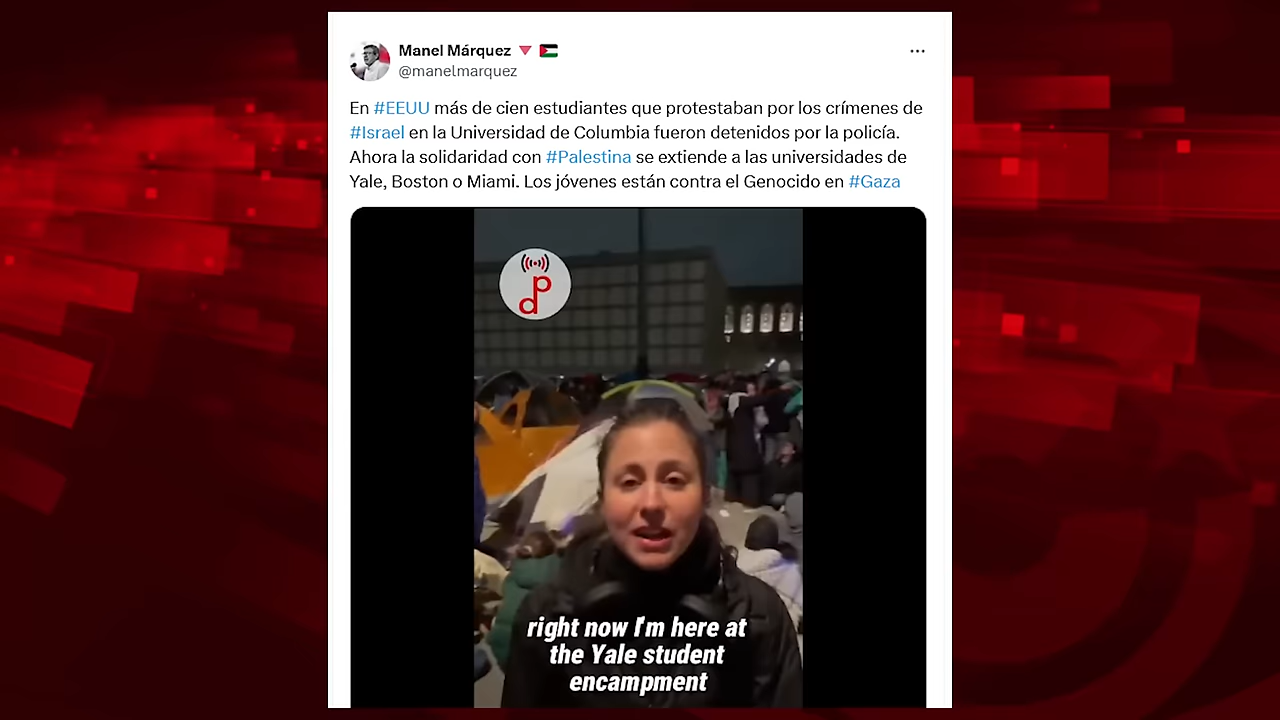 Manel Márquez 🔻 🇵🇸
@manelmarquez
En #EEUU más de cien estudiantes que protestaban por los crímenes de
#Israel en la Universidad de Columbia fueron detenidos por la policía.
Ahora la solidaridad con #Palestina se extiende a las universidades de
Yale, Boston o Miami. Los jóvenes están contra el Genocido en #Gaza
dp
right now I'm here at
the Yale student
encampment